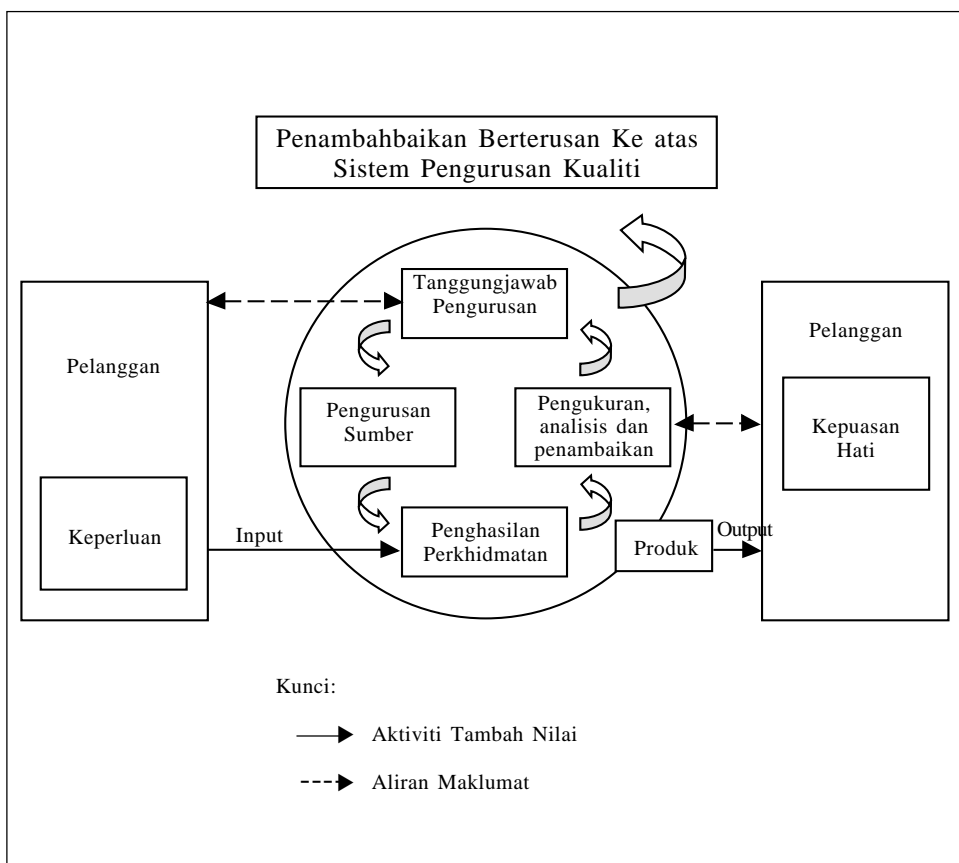 Penambahbaikan Berterusan Ke atas
Sistem Pengurusan Kualiti
Tanggungjawab
Pengurusan
Pelanggan
Pelanggan
Pengurusan
Sumber
Pengukuran,
analisis dan
penambaikan
Kepuasan
Hati
Keperluan
Input
Penghasilan
Perkhidmatan
Produk
Output
Kunci:
Aktiviti Tambah Nilai
Aliran Maklumat